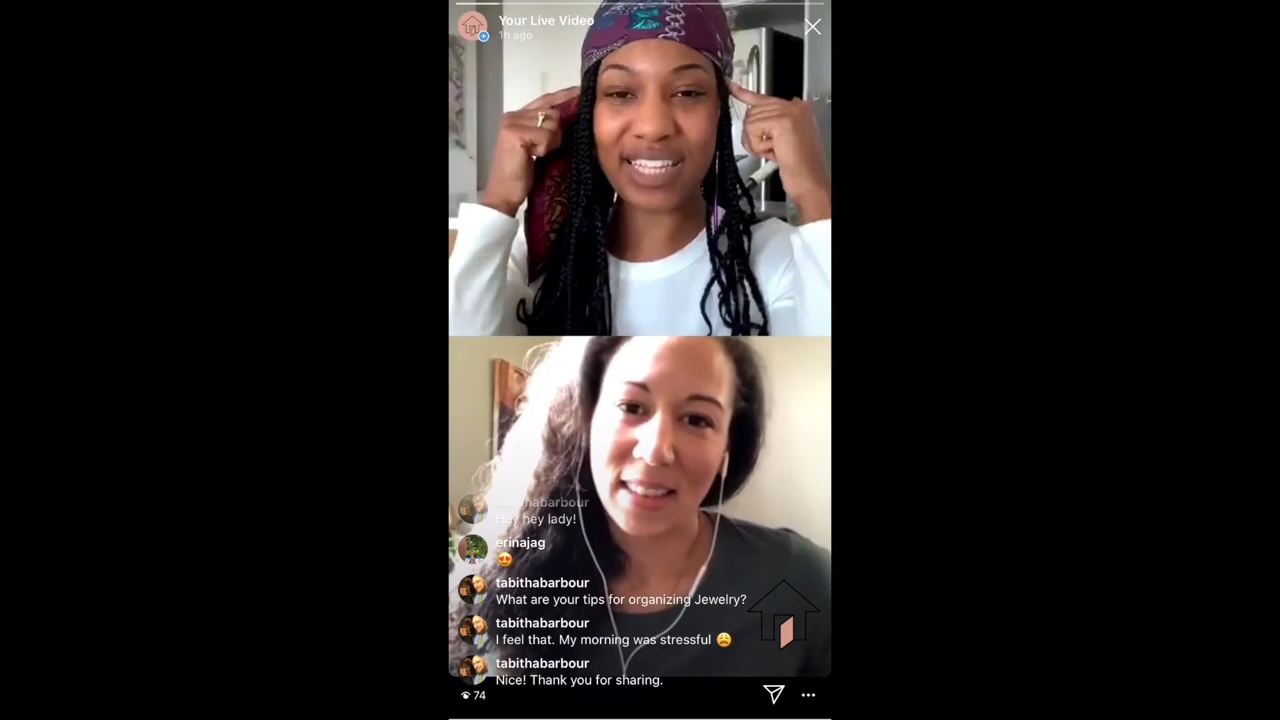 Your Live Video
1h ago
tabithabarbour
Hey hey lady!
erinajag
😍
tabithabarbour
What are your tips for organizing Jewelry?
tabithabarbour
I feel that. My morning was stressful 😩
tabithabarbour
Nice! Thank you for sharing.
74